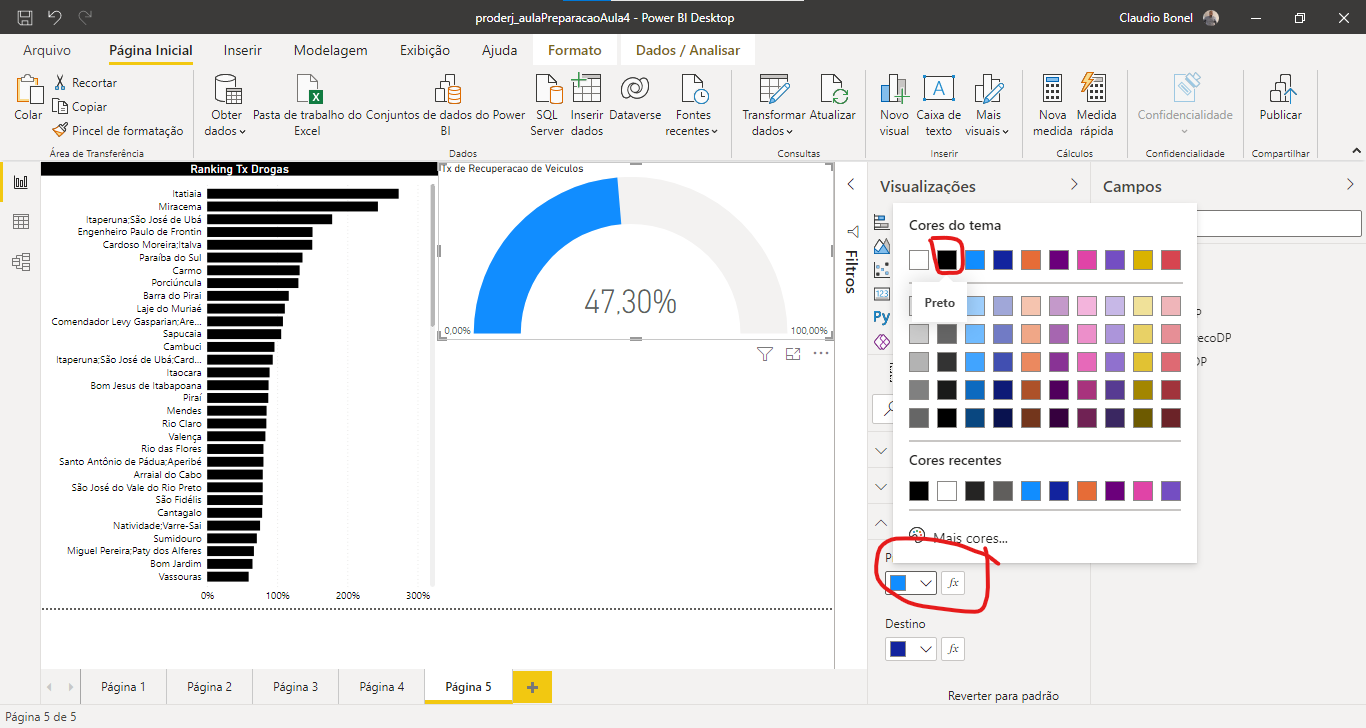 proderj_aulaPreparacaoAula4 - Power BI Desktop
Claudio Bonel
Arquivo
Página Inicial
Inserir
Modelagem
Exibição
Ajuda
Formato
Dados / Analisar
Colar
Recortar
Copiar
Pincel de formatação
Área de Transferência
Obter
dados
Pasta de trabalho do
Excel
Conjuntos de dados do Power
BI
SQL
Server
Inserir
dados
Dataverse
Fontes
recentes
Dados
Transformar
dados
Atualizar
Consultas
Novo
visual
Caixa de
texto
Mais
visuais
Inserir
Nova
medida
Medida
rápida
Cálculos
Confidencialidade
Confidencialidade
Publicar
Compartilhar
Ranking Tx Drogas
Itatiaia
Miracema
Itaperuna;São José de Ubá
Engenheiro Paulo de Frontin
Cardoso Moreira;Italva
Paraíba do Sul
Carmo
Porciúncula
Barra do Piraí
Laje do Muriaé
Comendador Levy Gasparian;Are...
Sapucaia
Cambuci
Itaperuna;São José de Ubá;Card...
Itaocara
Bom Jesus de Itabapoana
Piraí
Mendes
Rio Claro
Valença
Rio das Flores
Santo Antônio de Pádua;Aperibé
Arraial do Cabo
São José do Vale do Rio Preto
São Fidélis
Cantagalo
Natividade;Varre-Sai
Sumidouro
Miguel Pereira;Paty dos Alferes
Bom Jardim
Vassouras
0%
100%
200%
300%
Tx de Recuperacao de Veiculos
47,30%
0,00%
100,00%
Filtros
Visualizações
Campos
123
Py
Cores do tema
Preto
ecoDP
Cores recentes
Mais cores...
fx
Destino
fx
Reverter para padrão
Página 1
Página 2
Página 3
Página 4
Página 5
Página 5 de 5